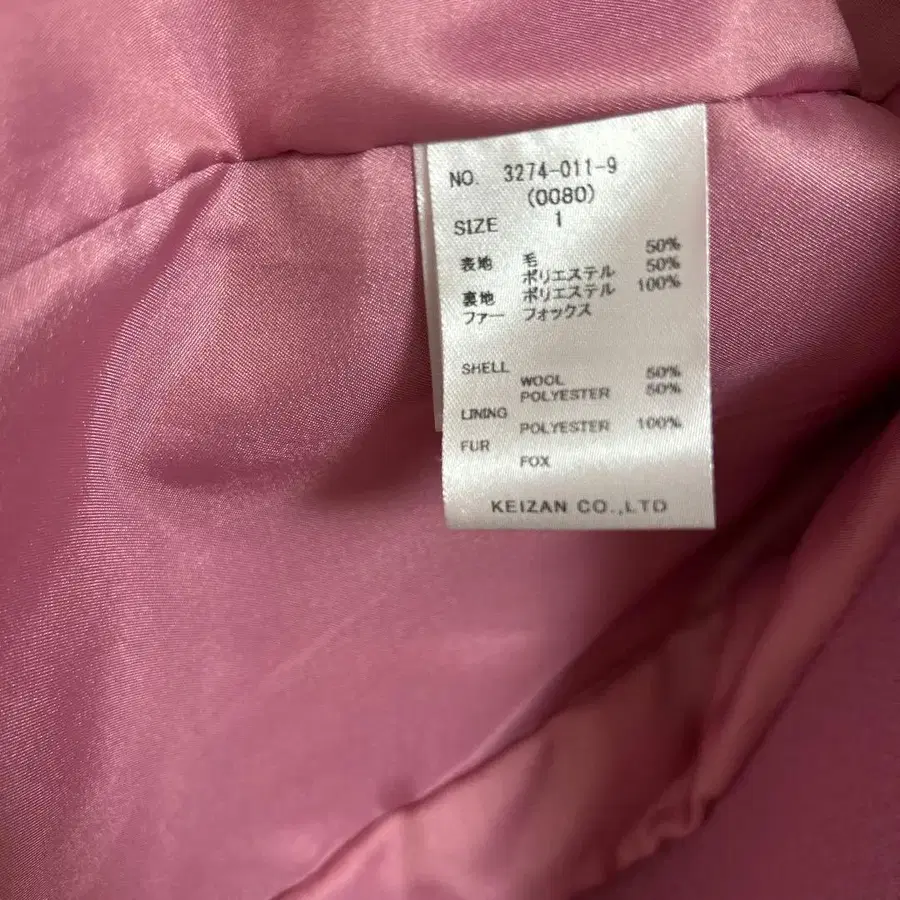 NO. 3274-011-9
(0080)
SIZE 1
表地 毛 50%
ポリエステル 50%
裏地 ポリエステル 100%
ファー フォックス
SHELL
WOOL 50%
POLYESTER 50%
LINING
POLYESTER 100%
FUR
FOX
KEIZAN CO.,LTD